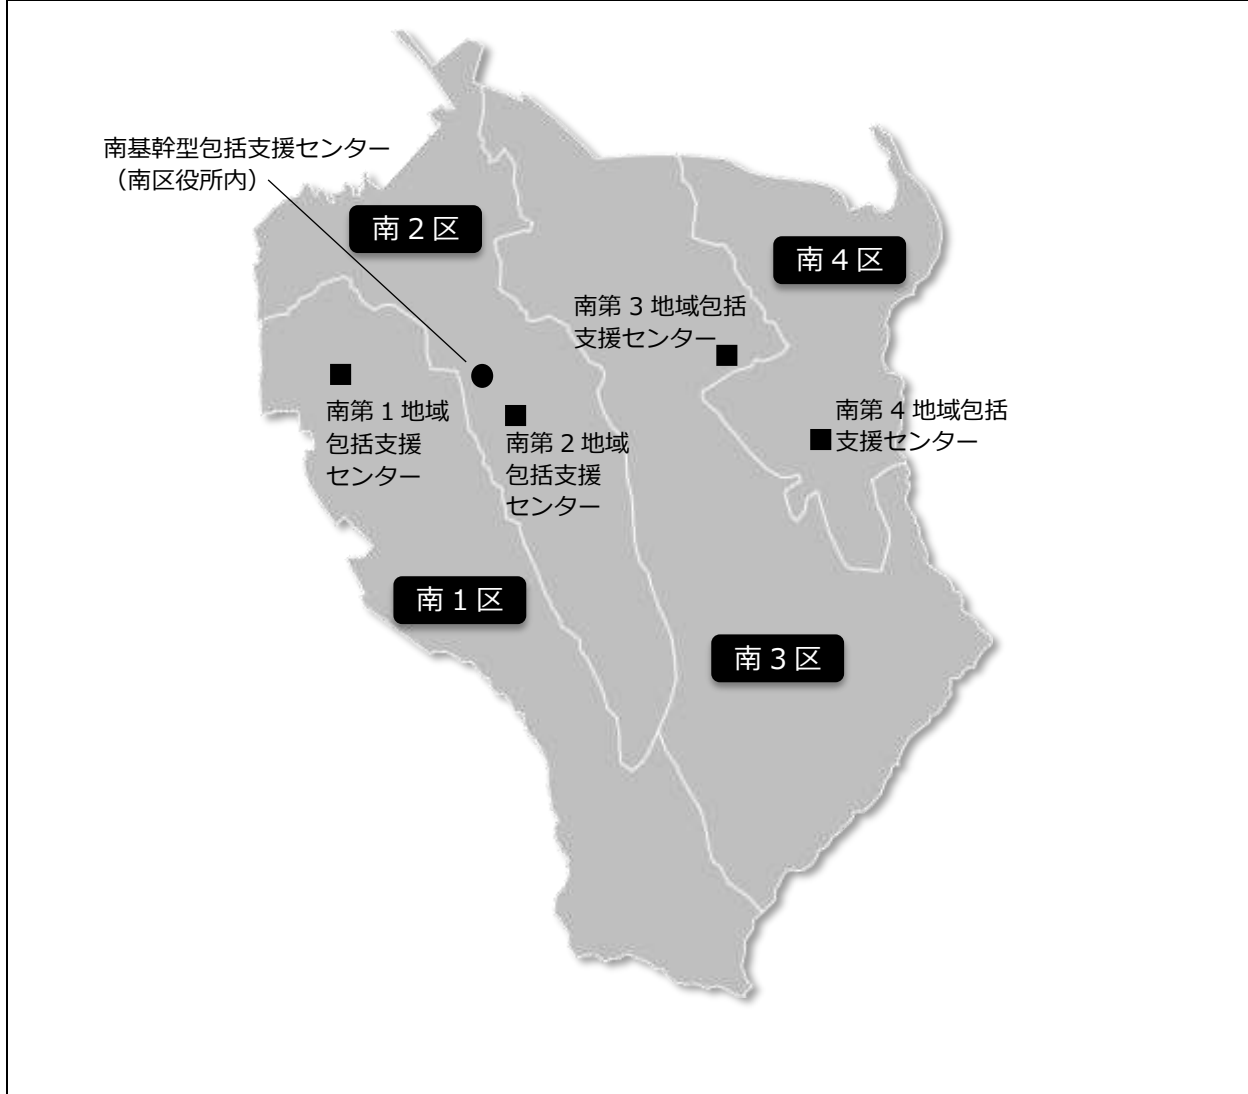 南基幹型包括支援センター
（南区役所内）
南２区
南４区
南第３地域包括
支援センター
南第１地域
包括支援
センター
南第２地域
包括支援
センター
南第４地域包括
支援センター
南１区
南３区